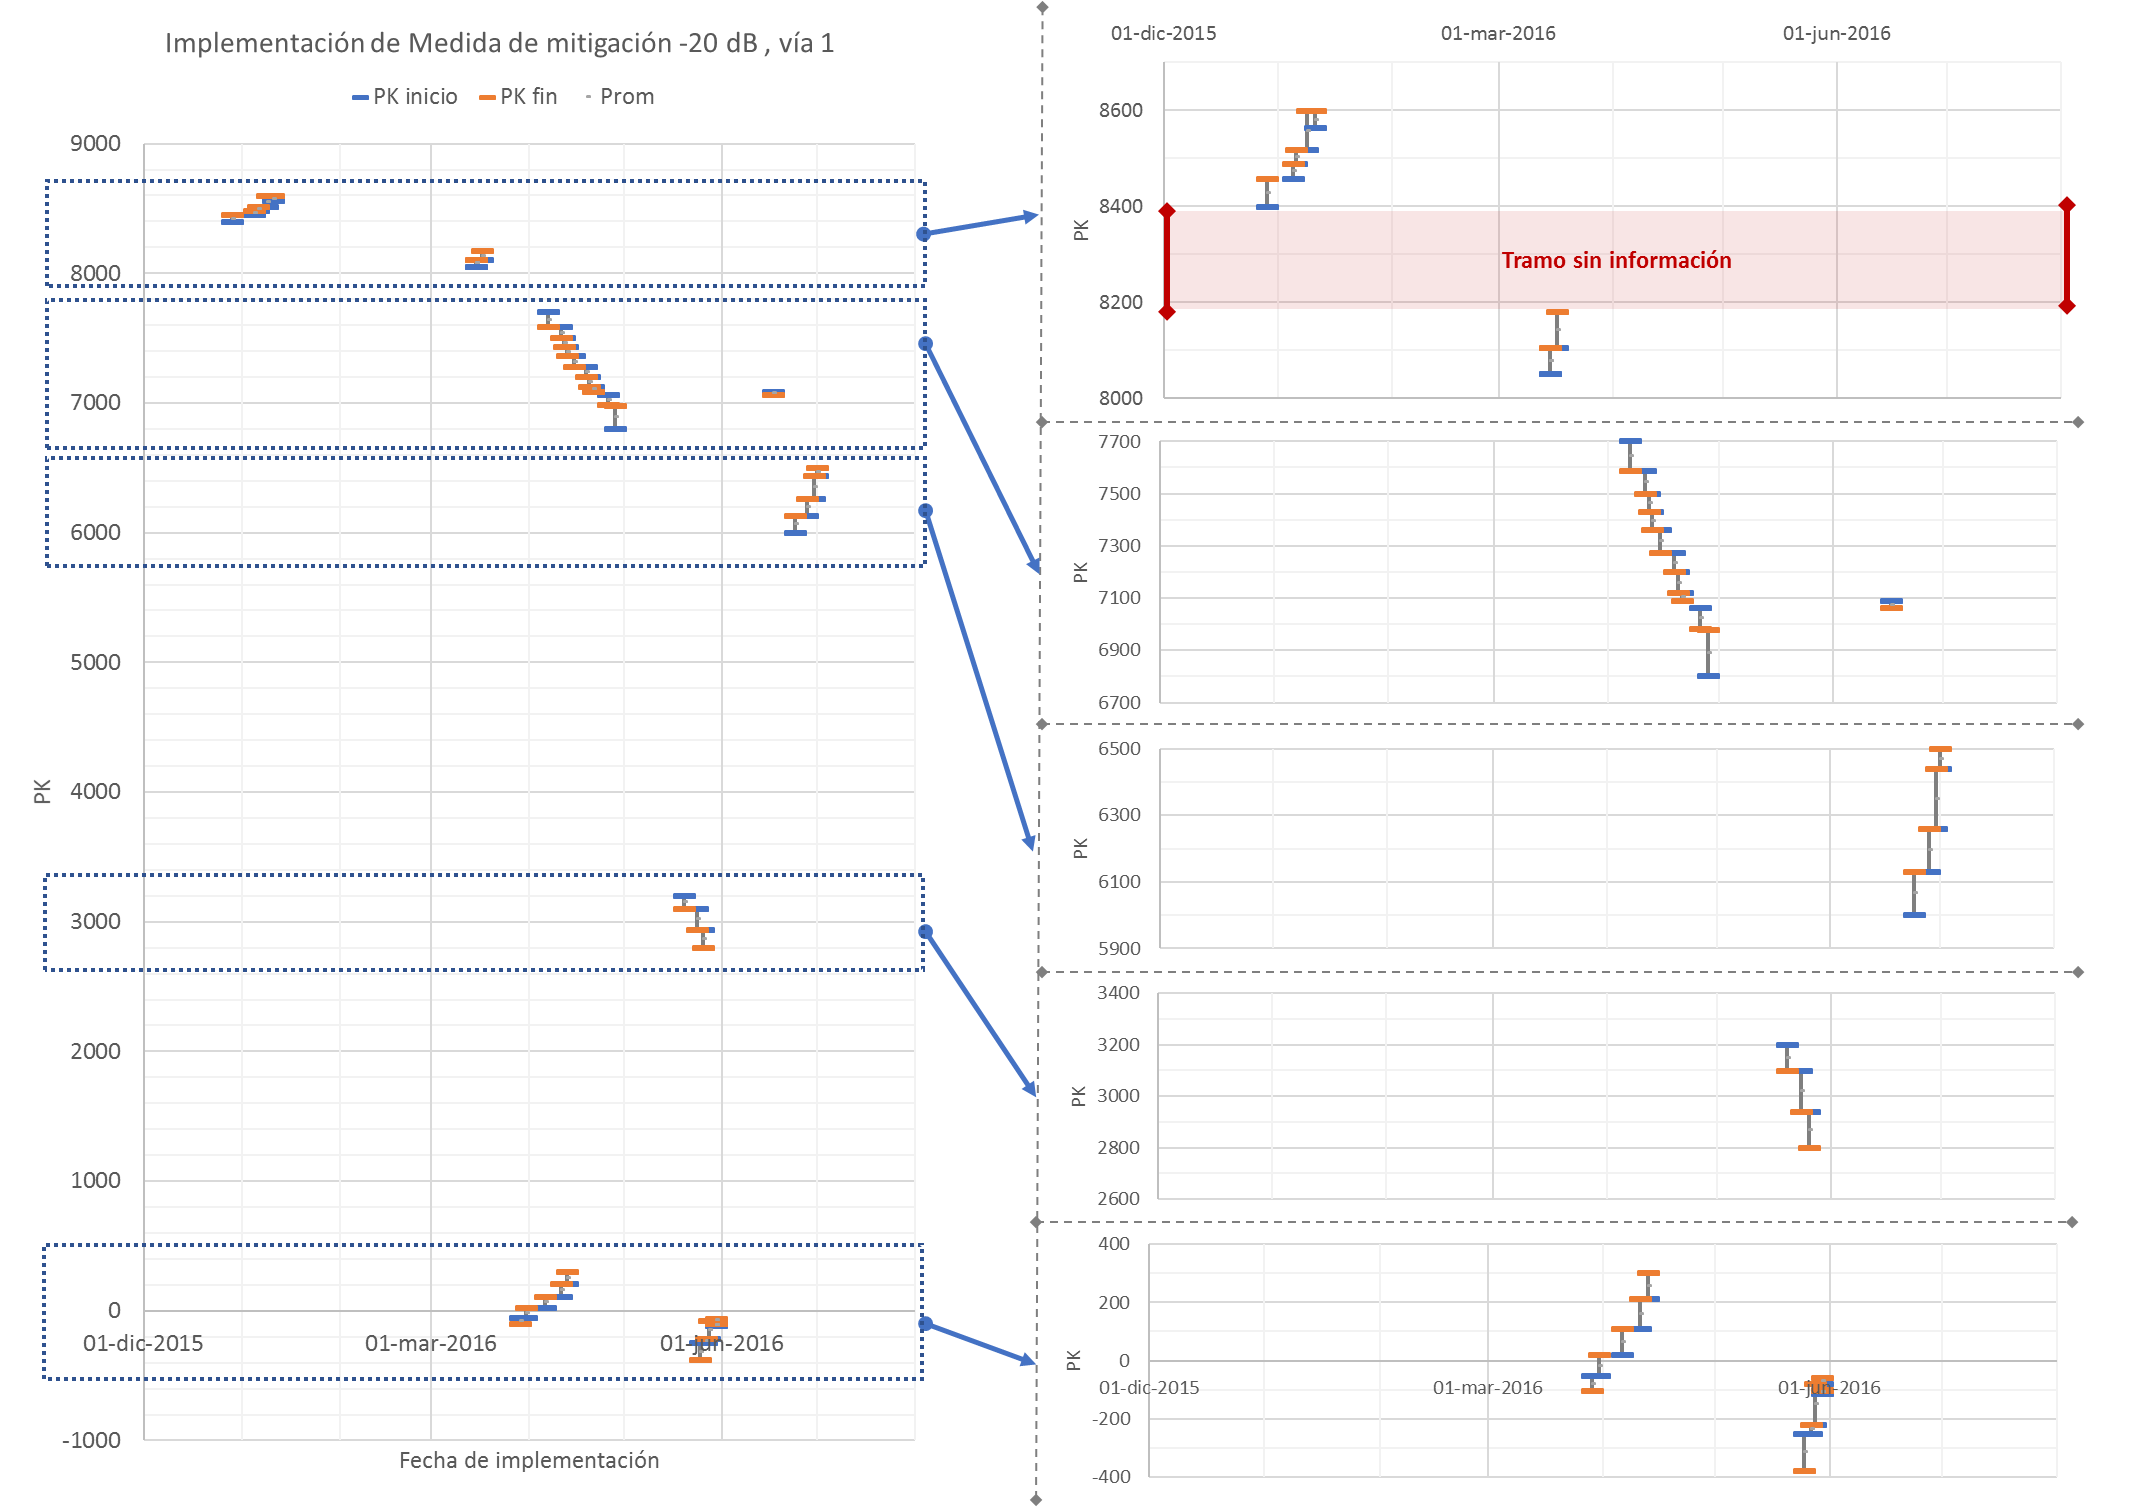 Implementación de Medida de mitigación -20 dB , vía 1
PK inicio PK fin Prom
9000
8000
7000
6000
5000
4000
3000
2000
1000
0
-1000
PK
01-dic-2015 01-mar-2016 01-jun-2016
Fecha de implementación
01-dic-2015 01-mar-2016 01-jun-2016
8600
8400
8200
8000
PK
Tramo sin información
7700
7500
7300
7100
6900
6700
PK
6500
6300
6100
5900
PK
3400
3200
3000
2800
2600
PK
400
200
0
-200
-400
PK
01-dic-2015 01-mar-2016 01-jun-2016